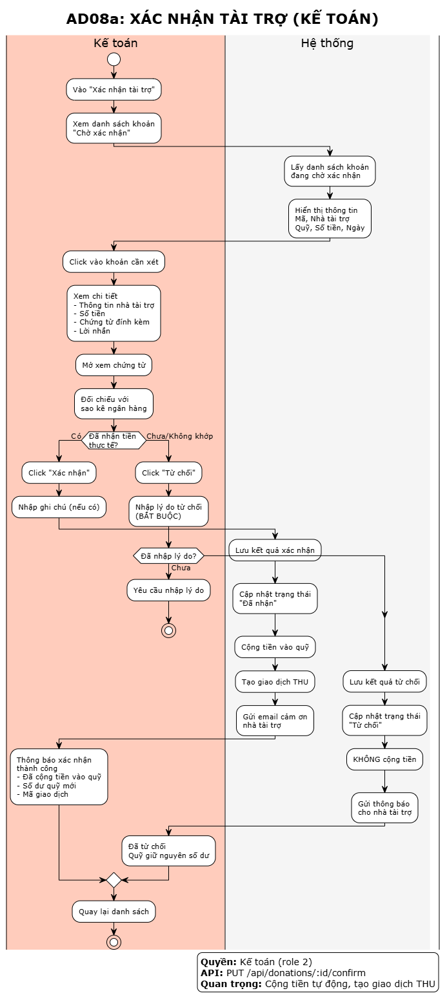 AD08a: XÁC NHẬN TÀI TRỢ (KẾ TOÁN)
Kế toán
Hệ thống
Vào "Xác nhận tài trợ"
Xem danh sách khoản
"Chờ xác nhận"
Lấy danh sách khoản
đang chờ xác nhận
Hiển thị thông tin
Mã, Nhà tài trợ
Quỹ, Số tiền, Ngày
Click vào khoản cần xét
Xem chi tiết
- Thông tin nhà tài trợ
- Số tiền
- Chứng từ đính kèm
- Lời nhắn
Mở xem chứng từ
Đối chiếu với
sao kê ngân hàng
Có
Đã nhận tiền
thực tế?
Chưa/Không khớp
Click "Xác nhận"
Click "Từ chối"
Nhập ghi chú (nếu có)
Nhập lý do từ chối
(BẮT BUỘC)
Đã nhập lý do?
Lưu kết quả xác nhận
Chưa
Yêu cầu nhập lý do
Cập nhật trạng thái
"Đã nhận"
Cộng tiền vào quỹ
Tạo giao dịch THU
Lưu kết quả từ chối
Gửi email cảm ơn
nhà tài trợ
Cập nhật trạng thái
"Từ chối"
Thông báo xác nhận
thành công
- Đã cộng tiền vào quỹ
- Số dư quỹ mới
- Mã giao dịch
KHÔNG cộng tiền
Gửi thông báo
cho nhà tài trợ
Đã từ chối
Quỹ giữ nguyên số dư
Quay lại danh sách
Quyền: Kế toán (role 2)
API: PUT /api/donations/:id/confirm
Quan trọng: Cộng tiền tự động, tạo giao dịch THU